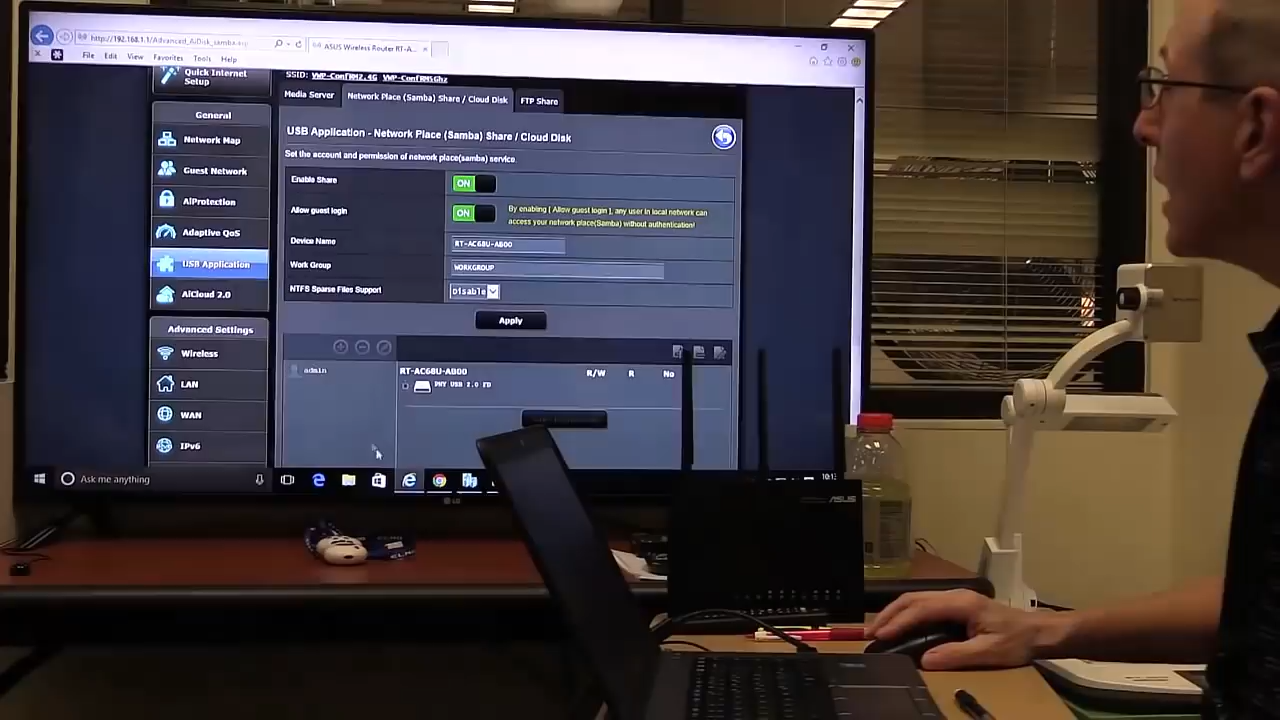 http://192.168.1.1/Advanced_AiDisk_samba.asp
ASUS Wireless Router RT-A...
File Edit View Favorites Tools Help
Quick Internet
Setup
SSID: VWP-ConfRM2.4G VWP-ConfRM5Ghz
Media Server Network Place (Samba) Share / Cloud Disk FTP Share
General
Network Map
Guest Network
AiProtection
Adaptive QoS
USB Application
AiCloud 2.0
Advanced Settings
Wireless
LAN
WAN
IPv6
USB Application - Network Place (Samba) Share / Cloud Disk
Set the account and permission of network place(samba) service.
Enable Share ON
Allow guest login ON By enabling [ Allow guest login ], any user in local network can
access your network place(Samba) without authentication!
Device Name RT-AC68U-AB00
Work Group WORKGROUP
NTFS Sparse Files Support Disable
Apply
admin
RT-AC68U-AB00 R/W R No
PNY USB 2.0 FD
Ask me anything
10:13
LG
ASUS